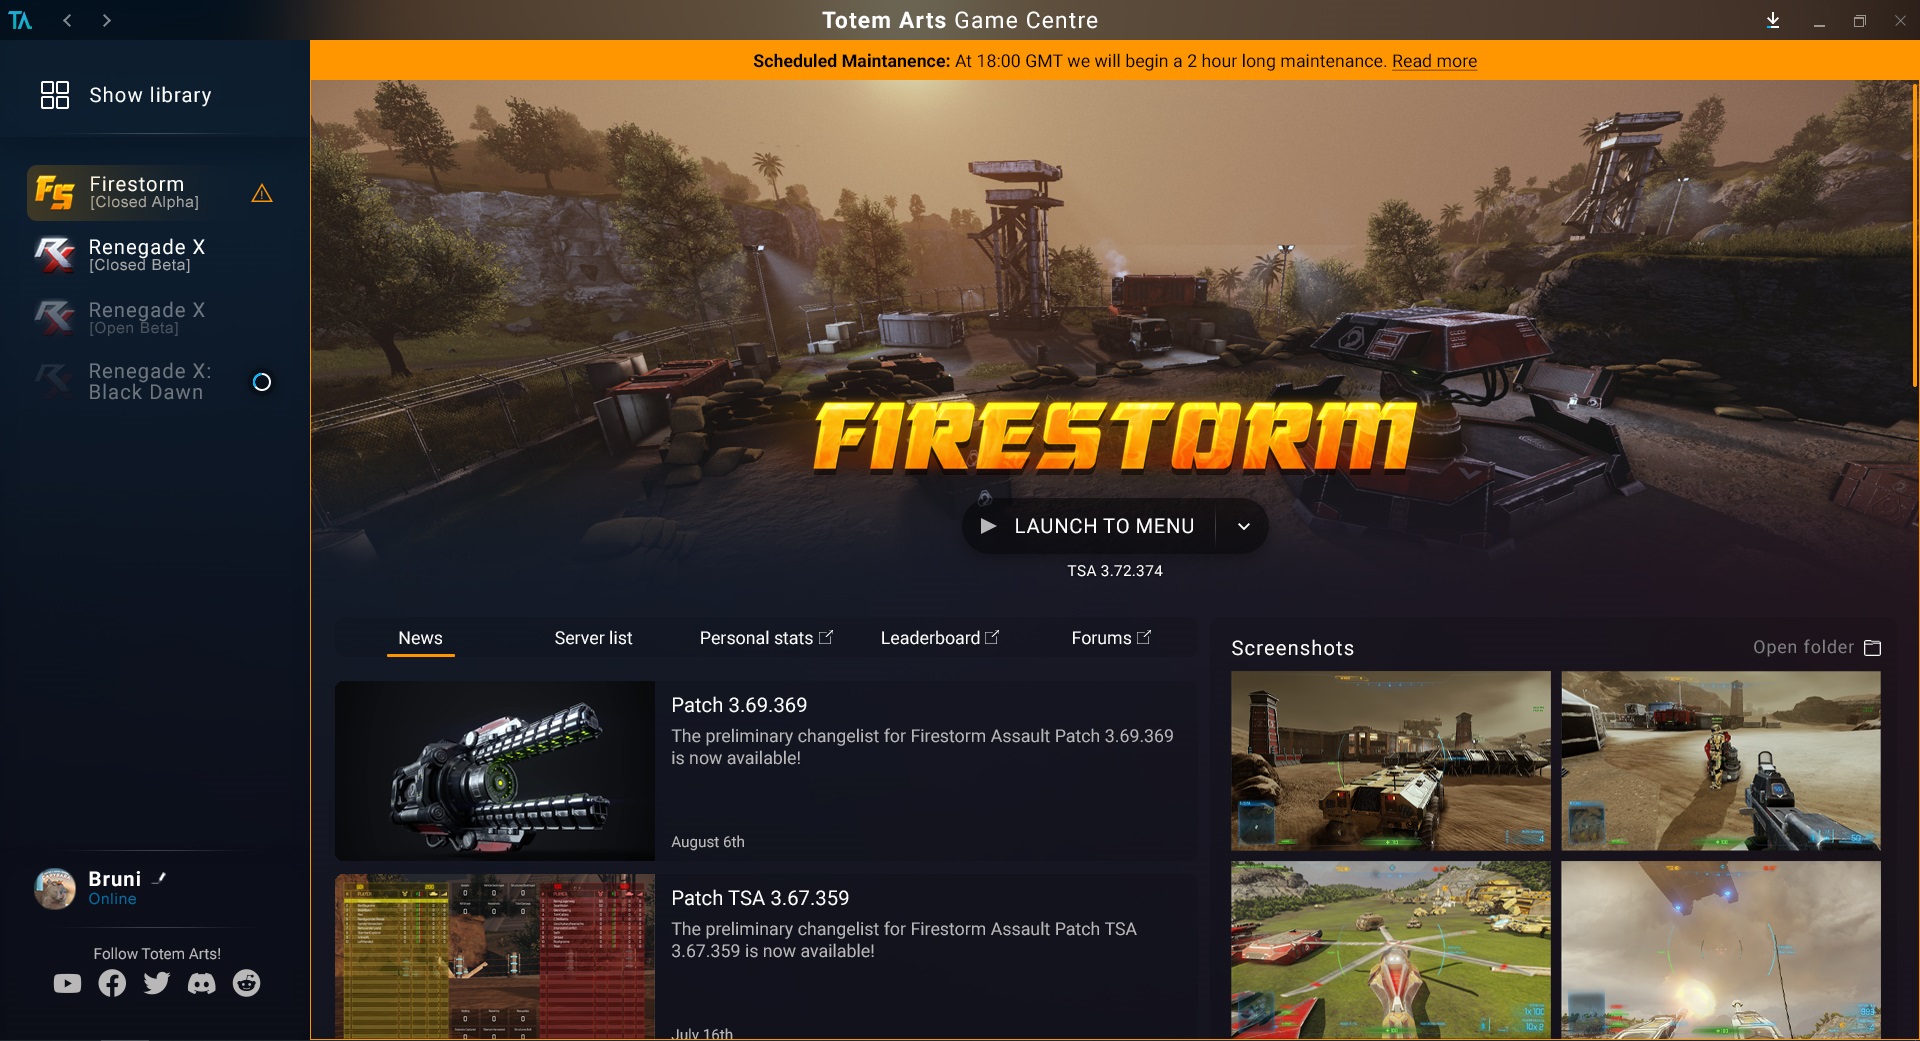 TA
Totem Arts Game Centre
Scheduled Maintanence: At 18:00 GMT we will begin a 2 hour long maintenance. Read more
Show library
FS
Firestorm
[Closed Alpha]
Renegade X
[Closed Beta]
Renegade X
[Open Beta]
Renegade X:
Black Dawn
FIRESTORM
LAUNCH TO MENU
TSA 3.72.374
News
Server list
Personal stats
Leaderboard
Forums
Patch 3.69.369
The preliminary changelist for Firestorm Assault Patch 3.69.369
is now available!
August 6th
Patch TSA 3.67.359
The preliminary changelist for Firestorm Assault Patch TSA
3.67.359 is now available!
July 16th
Screenshots
Open folder
Bruni
Online
Follow Totem Arts!